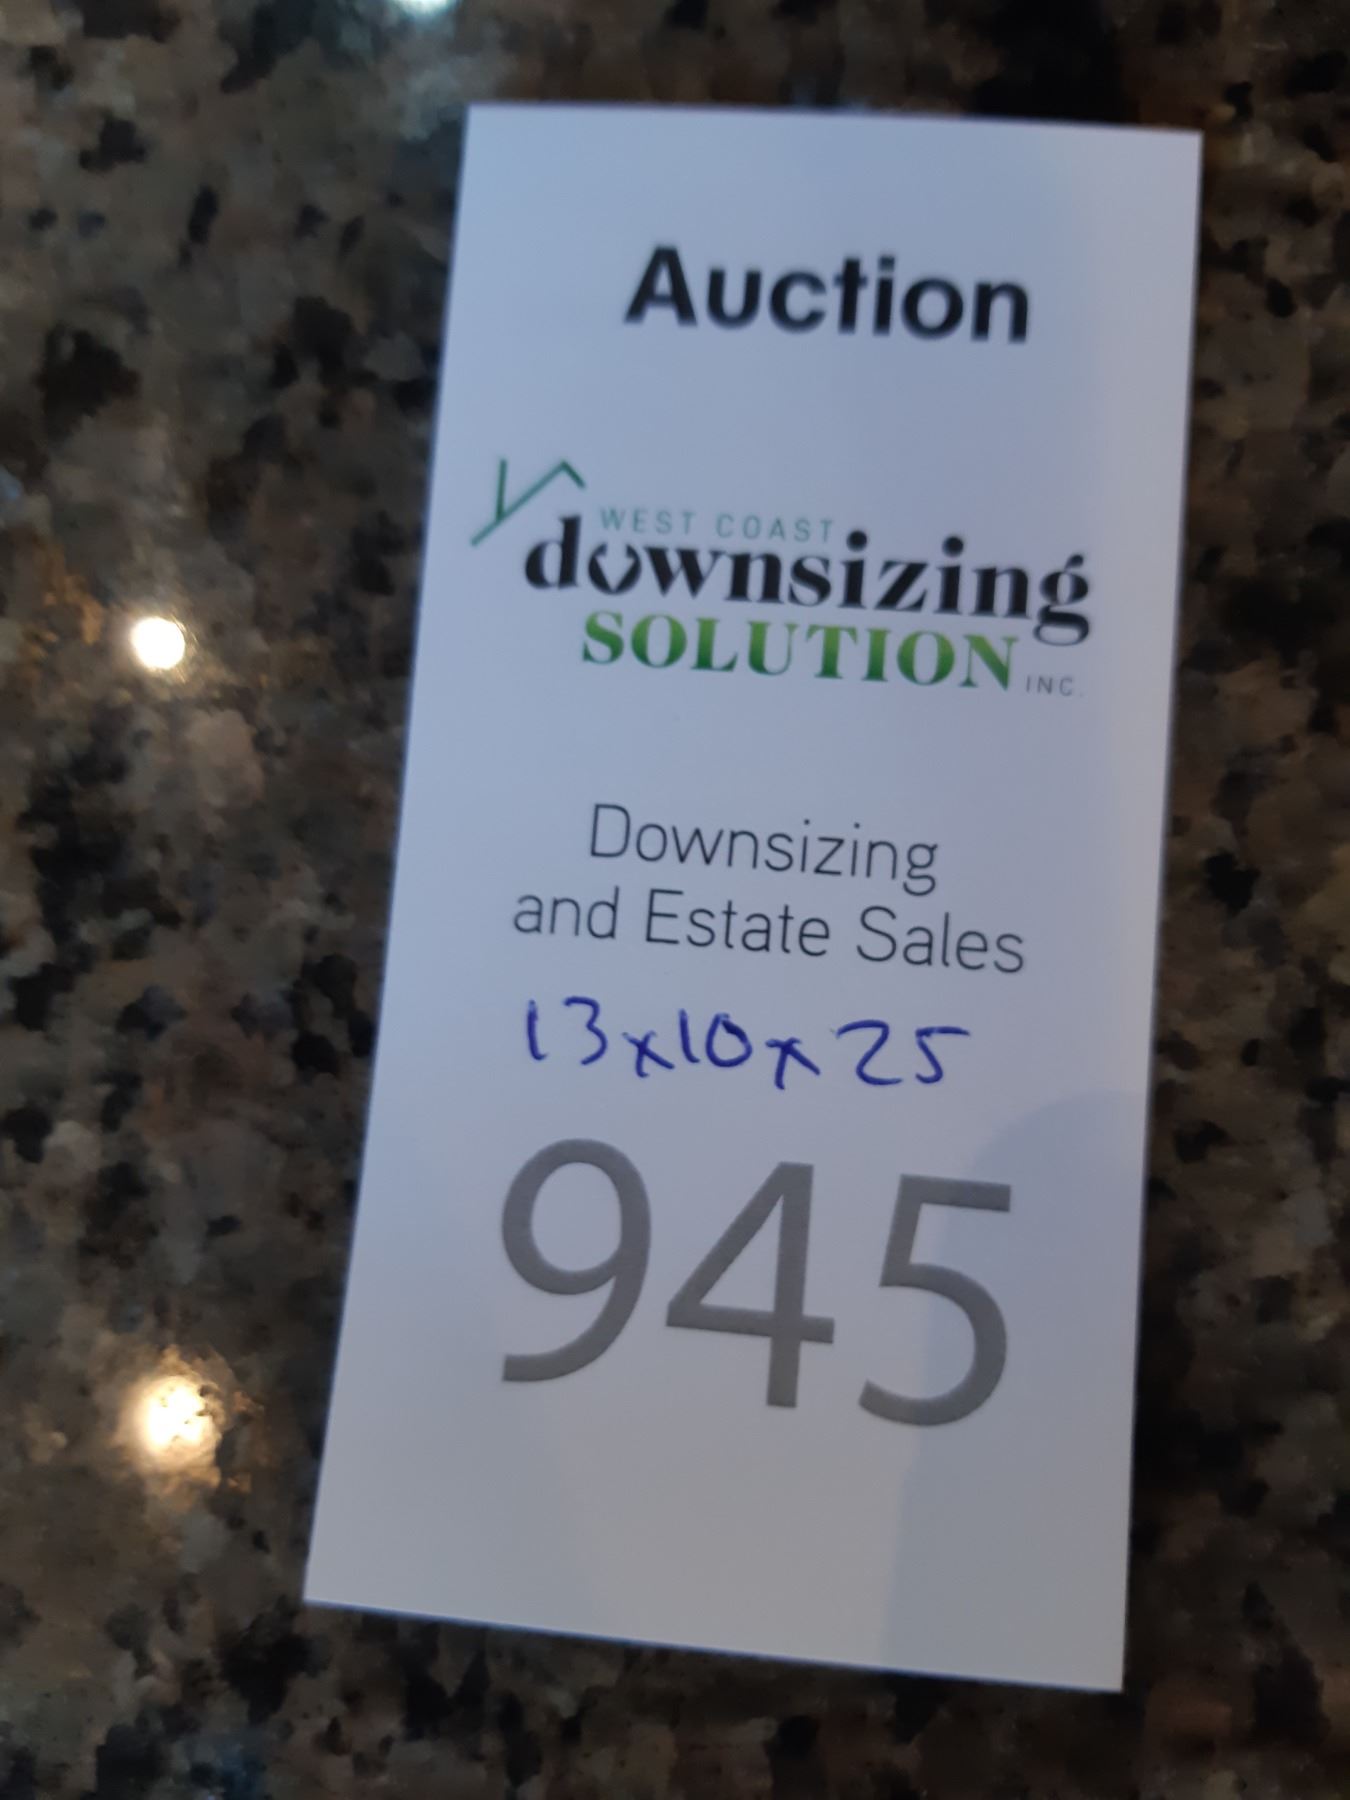 Auction
WEST COAST
downsizing
SOLUTION INC.
Downsizing
and Estate Sales
13x10x25
945